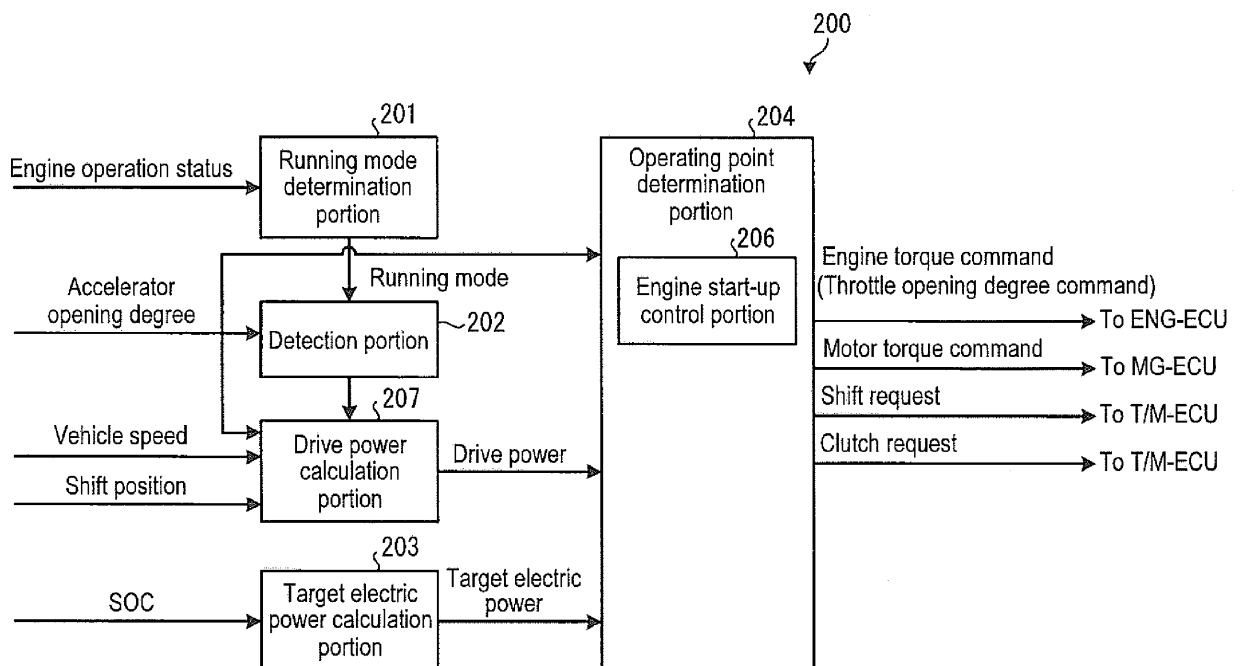 200
201
Engine operation status
Running mode
determination
portion
204
Operating point
determination
portion
206
Engine start-up
control portion
Running mode
Accelerator
opening degree
202
Detection portion
Engine torque command
(Throttle opening degree command)
To ENG-ECU
Motor torque command
To MG-ECU
Shift request
To T/M-ECU
Clutch request
To T/M-ECU
207
Vehicle speed
Shift position
Drive power
calculation
portion
Drive power
203
SOC
Target electric
power calculation
portion
Target electric
power